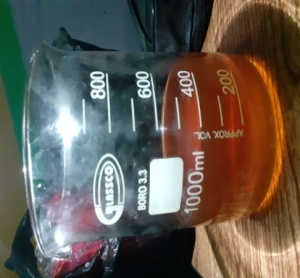 800
600
400
200
APPROX. VOL
GLASSCO
BORO 3.3
1000ml